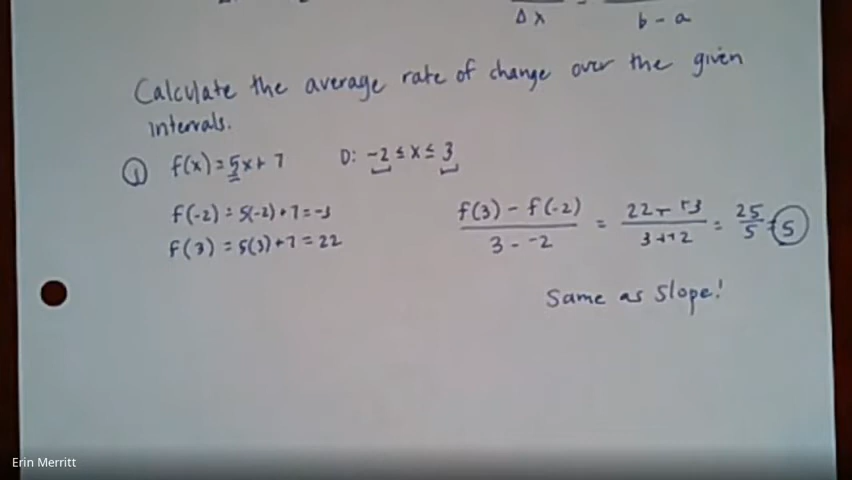 Δx
b - a
Calculate the average rate of change over the given
intervals.
① f(x) = 5x + 7 D: -2 ≤ x ≤ 3
f(-2) = 5(-2) + 7 = -3
f(3) = 5(3) + 7 = 22
f(3) - f(-2) / 3 - -2 = 22 + +3 / 3 + +2 = 25 / 5 = 5
Same as slope!
Erin Merritt